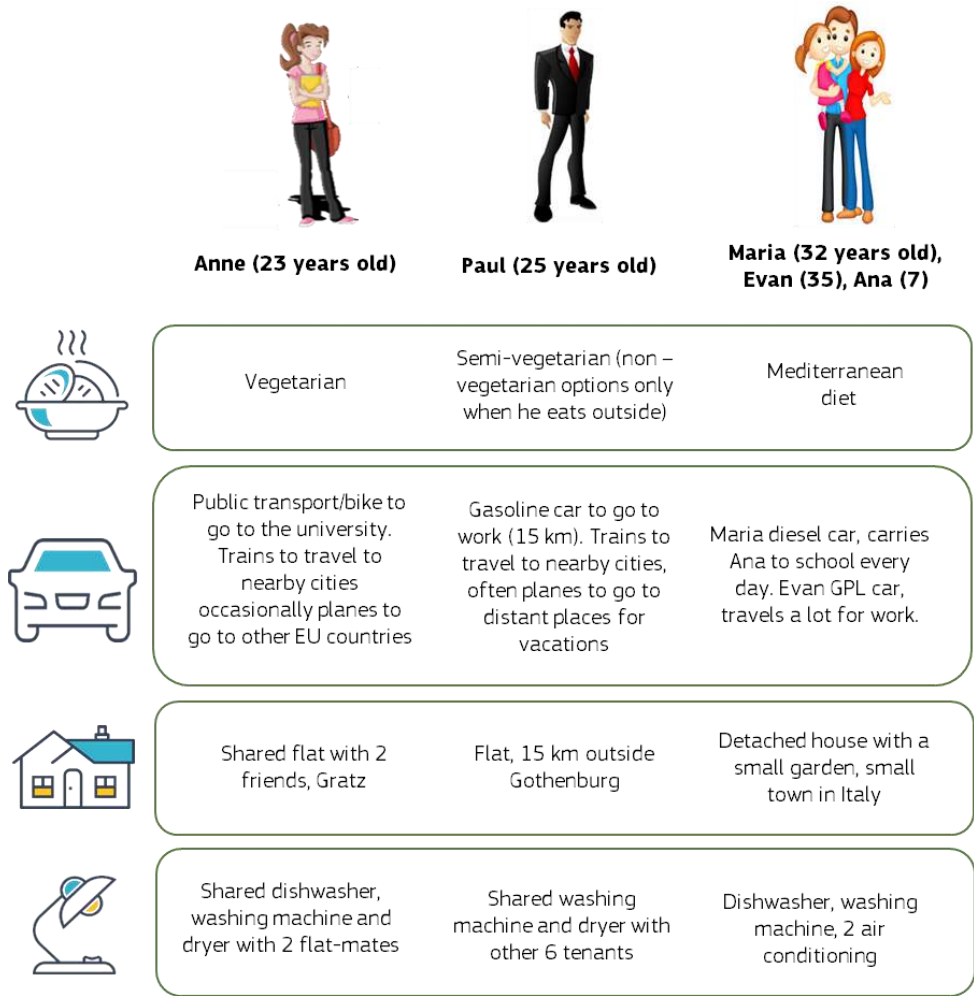 Anne (23 years old)
Paul (25 years old)
Maria (32 years old),
Evan (35), Ana (7)
Vegetarian
Semi-vegetarian (non –
vegetarian options only
when he eats outside)
Mediterranean
diet
Public transport/bike to
go to the university.
Trains to travel to
nearby cities
occasionally planes to
go to other EU countries
Gasoline car to go to
work (15 km). Trains to
travel to nearby cities,
often planes to go to
distant places for
vacations
Maria diesel car, carries
Ana to school every
day. Evan GPL car,
travels a lot for work.
Shared flat with 2
friends, Gratz
Flat, 15 km outside
Gothenburg
Detached house with a
small garden, small
town in Italy
Shared dishwasher,
washing machine and
dryer with 2 flat-mates
Shared washing
machine and dryer with
other 6 tenants
Dishwasher, washing
machine, 2 air
conditioning